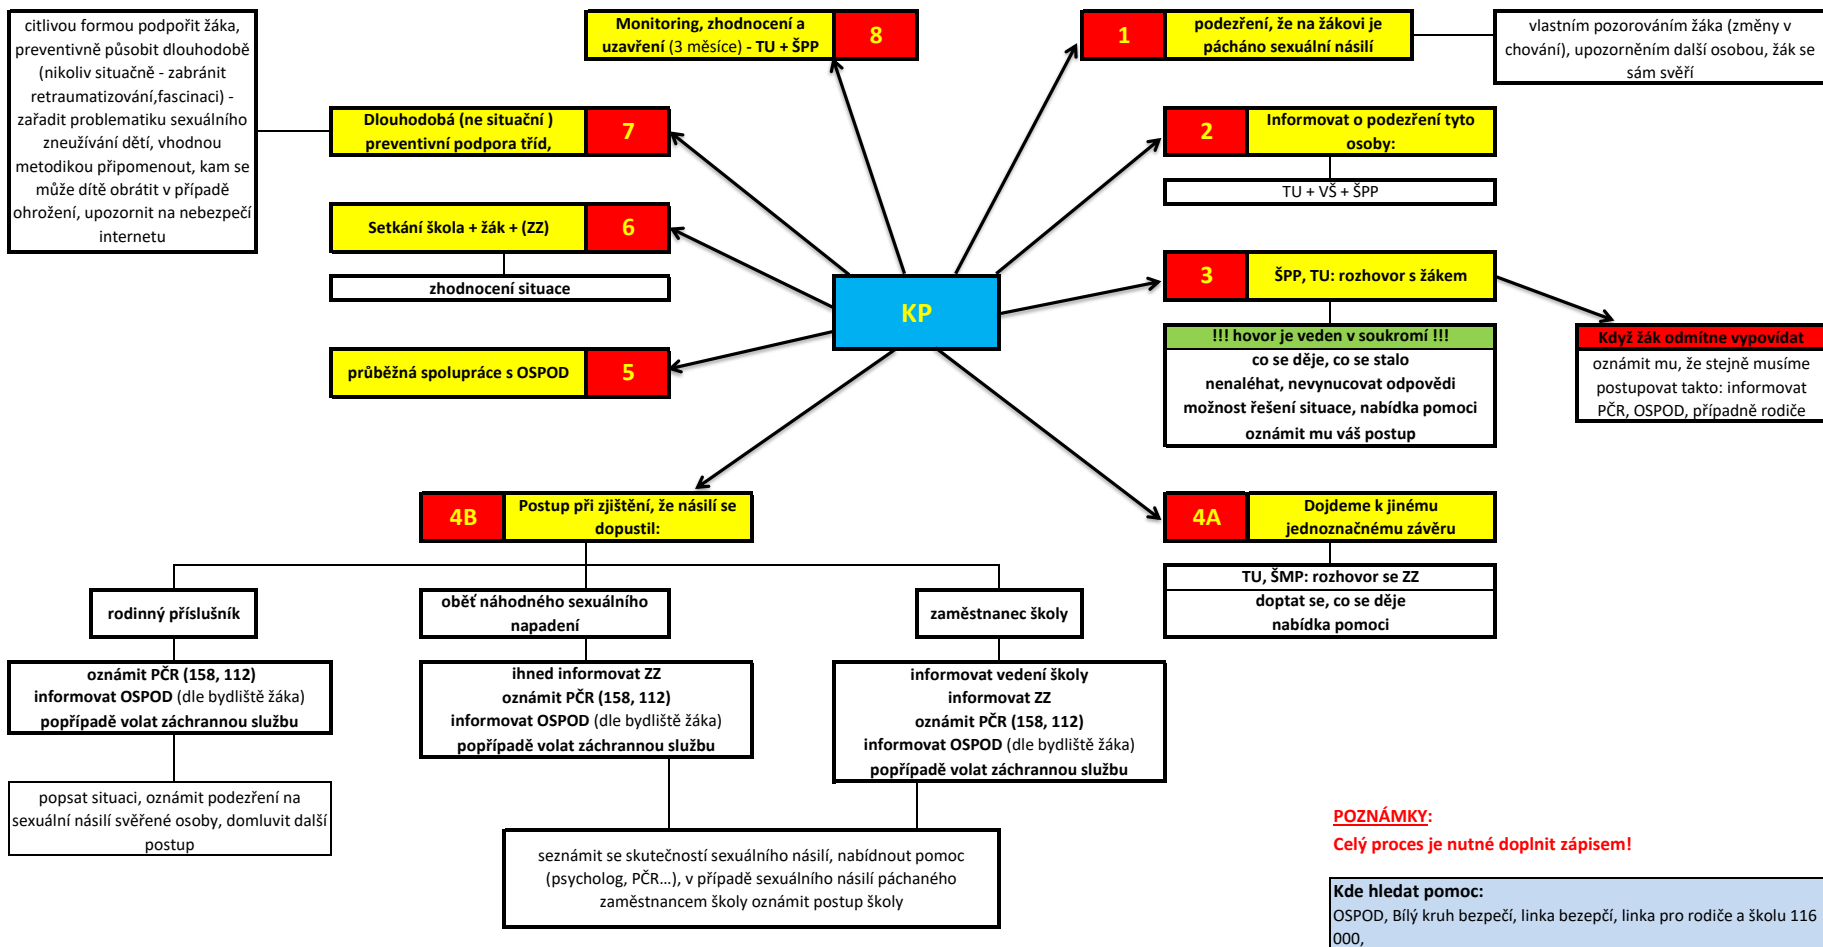 citlivou formou podpořit žáka,
preventivně působit dlouhodobě
(nikoliv situačně - zabránit
retraumatizování,fascinaci) -
zařadit problematiku sexuálního
zneužívání dětí, vhodnou
metodikou připomenout, kam se
může dítě obrátit v případě
ohrožení, upozornit na nebezpečí
internetu
Monitoring, zhodnocení a
uzavření (3 měsíce) - TU + ŠPP
8
1
podezření, že na žákovi je
pácháno sexuální násilí
vlastním pozorováním žáka (změny v
chování), upozorněním další osobou, žák se
sám svěří
Dlouhodobá (ne situační )
preventivní podpora tříd,
7
2
Informovat o podezření tyto
osoby:
TU + VŠ + ŠPP
Setkání škola + žák + (ZZ)
6
zhodnocení situace
KP
3
ŠPP, TU: rozhovor s žákem
!!! hovor je veden v soukromí !!!
co se děje, co se stalo
nenaléhat, nevynucovat odpovědi
možnost řešení situace, nabídka pomoci
oznámit mu váš postup
Když žák odmítne vypovídat
oznámit mu, že stejně musíme
postupovat takto: informovat
PČR, OSPOD, případně rodiče
průběžná spolupráce s OSPOD
5
4B
Postup při zjištění, že násilí se
dopustil:
4A
Dojdeme k jinému
jednoznačnému závěru
TU, ŠMP: rozhovor se ZZ
doptat se, co se děje
nabídka pomoci
rodinný příslušník
oběť náhodného sexuálního
napadení
zaměstnanec školy
oznámit PČR (158, 112)
informovat OSPOD (dle bydliště žáka)
popřípadě volat záchrannou službu
ihned informovat ZZ
oznámit PČR (158, 112)
informovat OSPOD (dle bydliště žáka)
popřípadě volat záchrannou službu
informovat vedení školy
informovat ZZ
oznámit PČR (158, 112)
informovat OSPOD (dle bydliště žáka)
popřípadě volat záchrannou službu
popsat situaci, oznámit podezření na
sexuální násilí svěřené osoby, domluvit další
postup
seznámit se skutečností sexuálního násilí, nabídnout pomoc
(psycholog, PČR...), v případě sexuálního násilí páchaného
zaměstnancem školy oznámit postup školy
POZNÁMKY:
Celý proces je nutné doplnit zápisem!
Kde hledat pomoc:
OSPOD, Bílý kruh bezpečí, linka bezepčí, linka pro rodiče a školu 116
000,